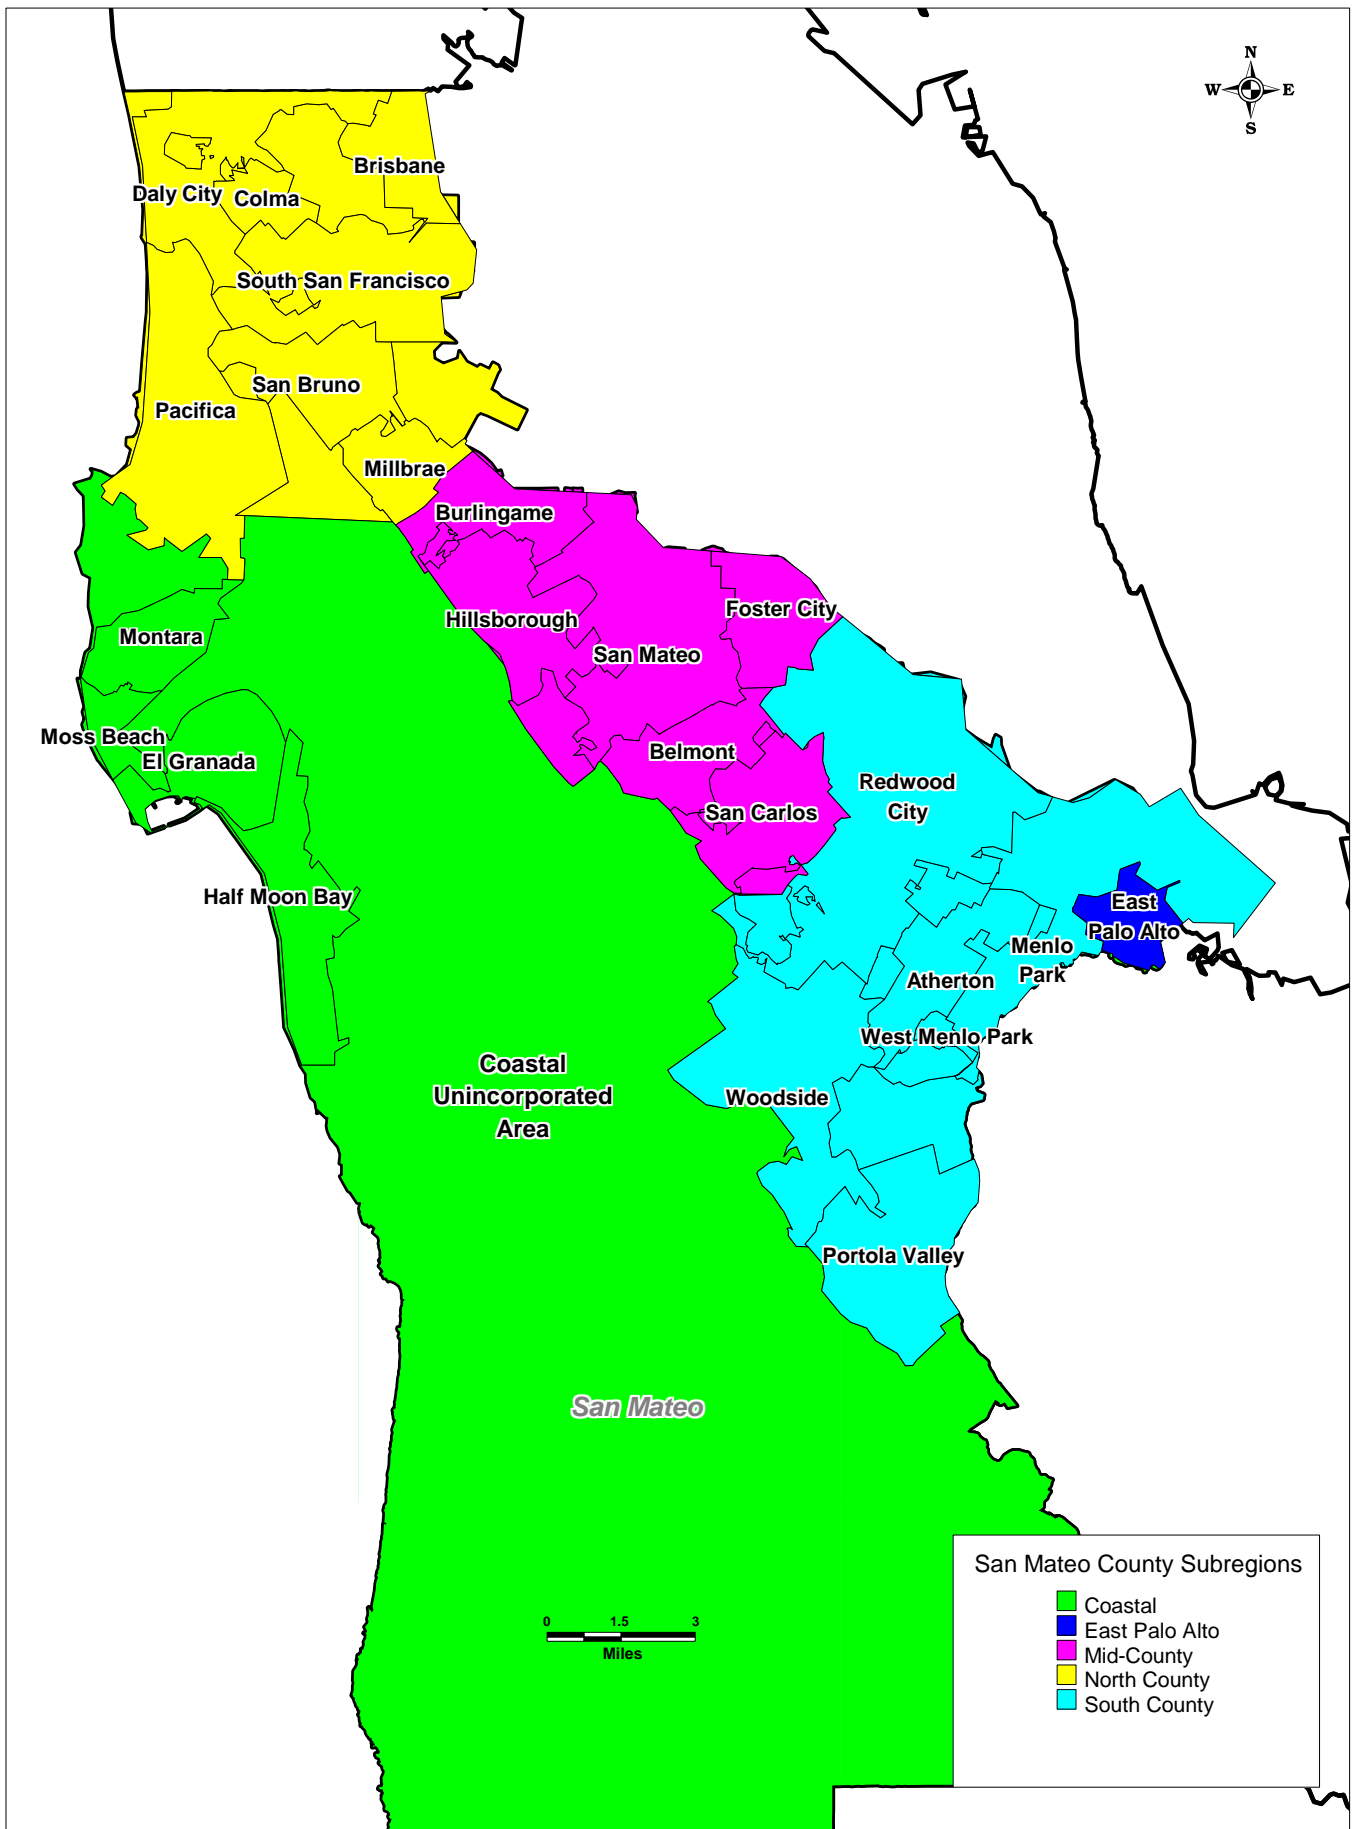 N
W E
S
Brisbane
Daly City
Colma
South San Francisco
San Bruno
Pacifica
Millbrae
Burlingame
Foster City
Hillsborough
Montara
San Mateo
Moss Beach
Belmont
El Granada
Redwood
City
San Carlos
Half Moon Bay
East
Palo Alto
Menlo
Park
Atherton
West Menlo Park
Coastal
Unincorporated
Area
Woodside
Portola Valley
San Mateo
San Mateo County Subregions
Coastal
East Palo Alto
Mid-County
North County
South County
0 1.5 3
Miles